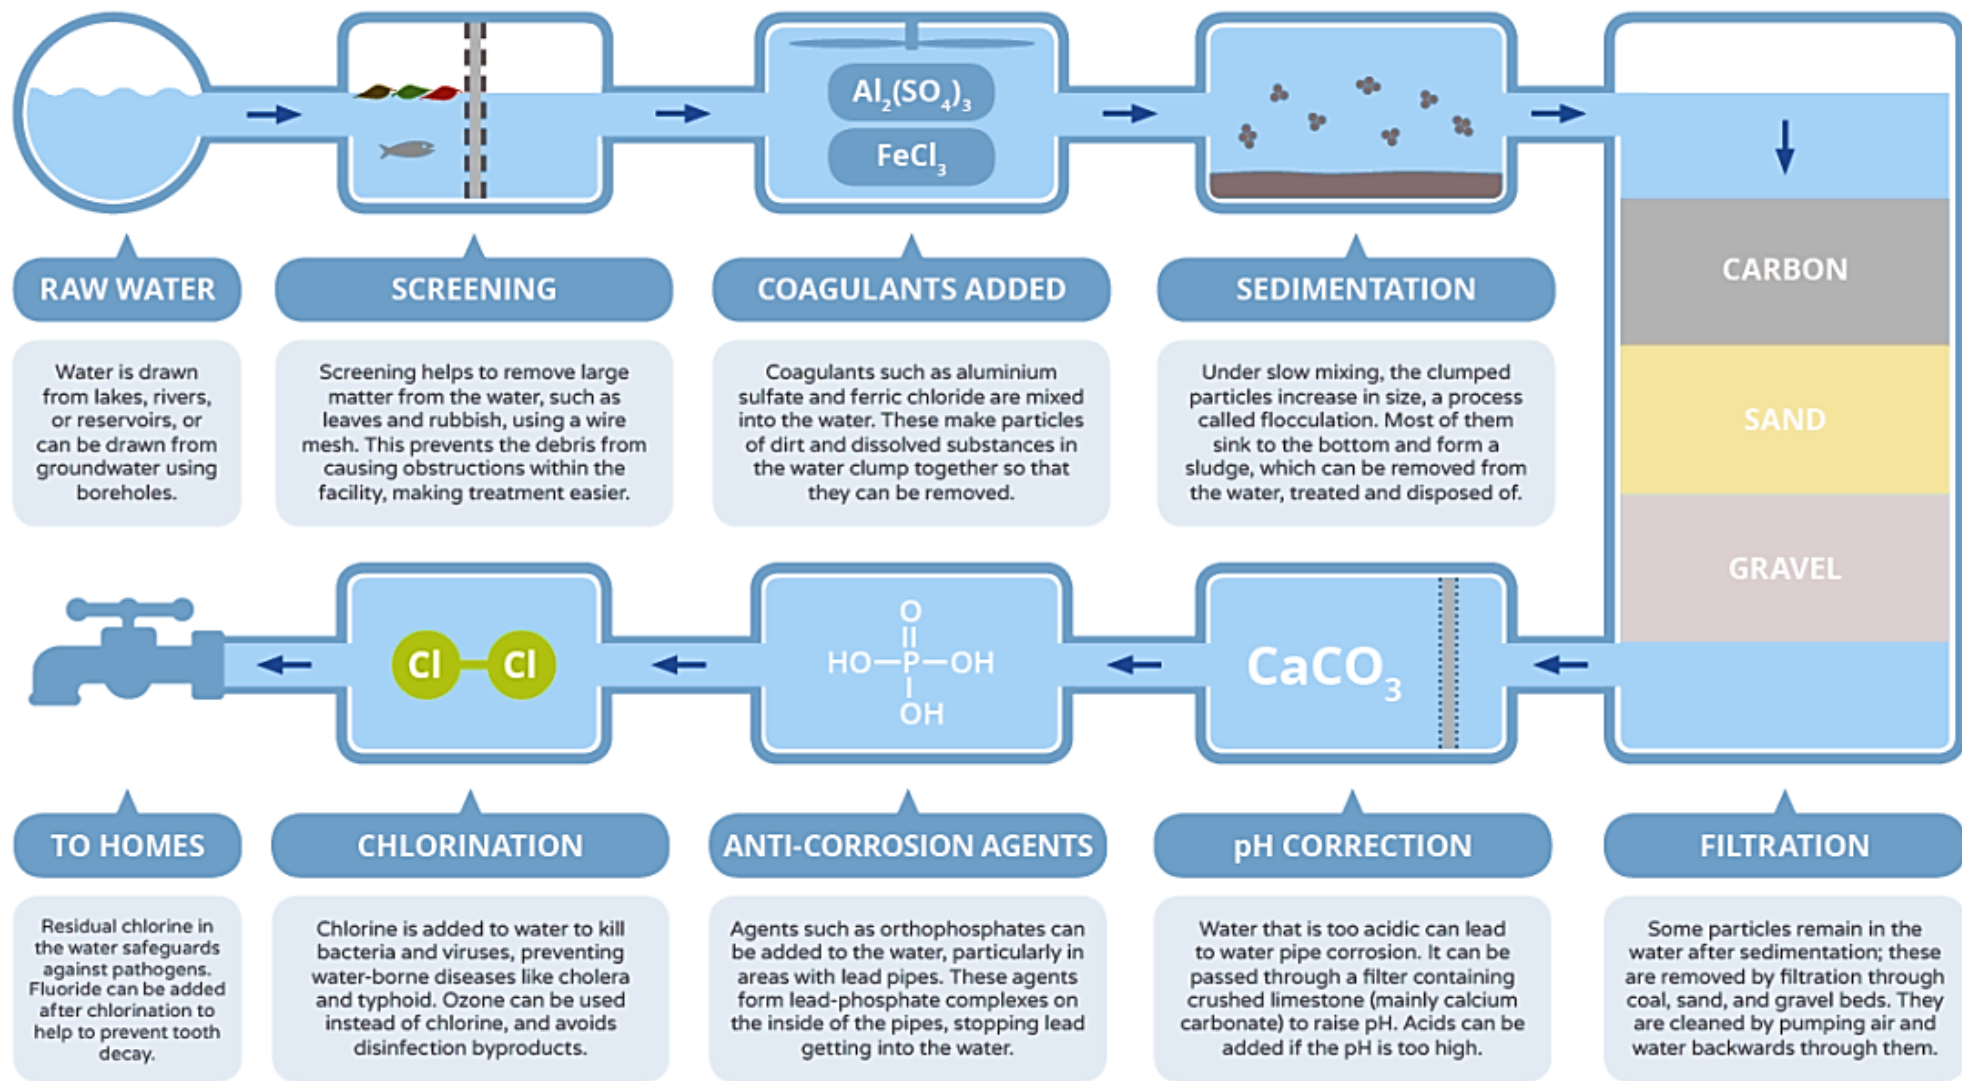 Al₂(SO₄)₃
FeCl₃
CARBON
SAND
GRAVEL
RAW WATER
Water is drawn
from lakes, rivers,
or reservoirs, or
can be drawn from
groundwater using
boreholes.
SCREENING
Screening helps to remove large
matter from the water, such as
leaves and rubbish, using a wire
mesh. This prevents the debris from
causing obstructions within the
facility, making treatment easier.
COAGULANTS ADDED
Coagulants such as aluminium
sulfate and ferric chloride are mixed
into the water. These make particles
of dirt and dissolved substances in
the water clump together so that
they can be removed.
SEDIMENTATION
Under slow mixing, the clumped
particles increase in size, a process
called flocculation. Most of them
sink to the bottom and form a
sludge, which can be removed from
the water, treated and disposed of.
Cl Cl
O
HO P OH
OH
CaCO₃
TO HOMES
Residual chlorine in
the water safeguards
against pathogens.
Fluoride can be added
after chlorination to
help to prevent tooth
decay.
CHLORINATION
Chlorine is added to water to kill
bacteria and viruses, preventing
water-borne diseases like cholera
and typhoid. Ozone can be used
instead of chlorine, and avoids
disinfection byproducts.
ANTI-CORROSION AGENTS
Agents such as orthophosphates can
be added to the water, particularly in
areas with lead pipes. These agents
form lead-phosphate complexes on
the inside of the pipes, stopping lead
getting into the water.
pH CORRECTION
Water that is too acidic can lead
to water pipe corrosion. It can be
passed through a filter containing
crushed limestone (mainly calcium
carbonate) to raise pH. Acids can be
added if the pH is too high.
FILTRATION
Some particles remain in the
water after sedimentation; these
are removed by filtration through
coal, sand, and gravel beds. They
are cleaned by pumping air and
water backwards through them.